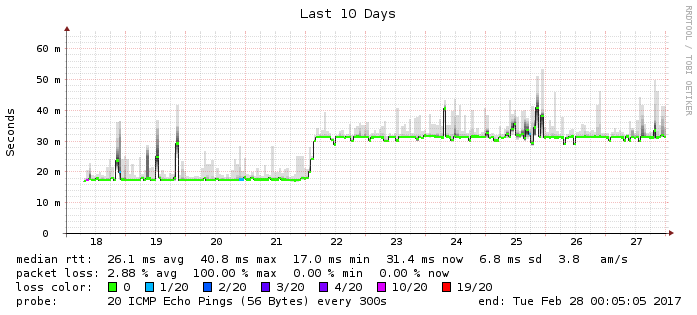 Last 10 Days
RRDTOOL / TOBI OETIKER
Seconds
60 m
50 m
40 m
30 m
20 m
10 m
0
18 19 20 21 22 23 24 25 26 27
median rtt: 26.1 ms avg 40.8 ms max 17.0 ms min 31.4 ms now 6.8 ms sd 3.8 am/s
packet loss: 2.88 % avg 100.00 % max 0.00 % min 0.00 % now
loss color: 0 1/20 2/20 3/20 4/20 10/20 19/20
probe: 20 ICMP Echo Pings (56 Bytes) every 300s end: Tue Feb 28 00:05:05 2017